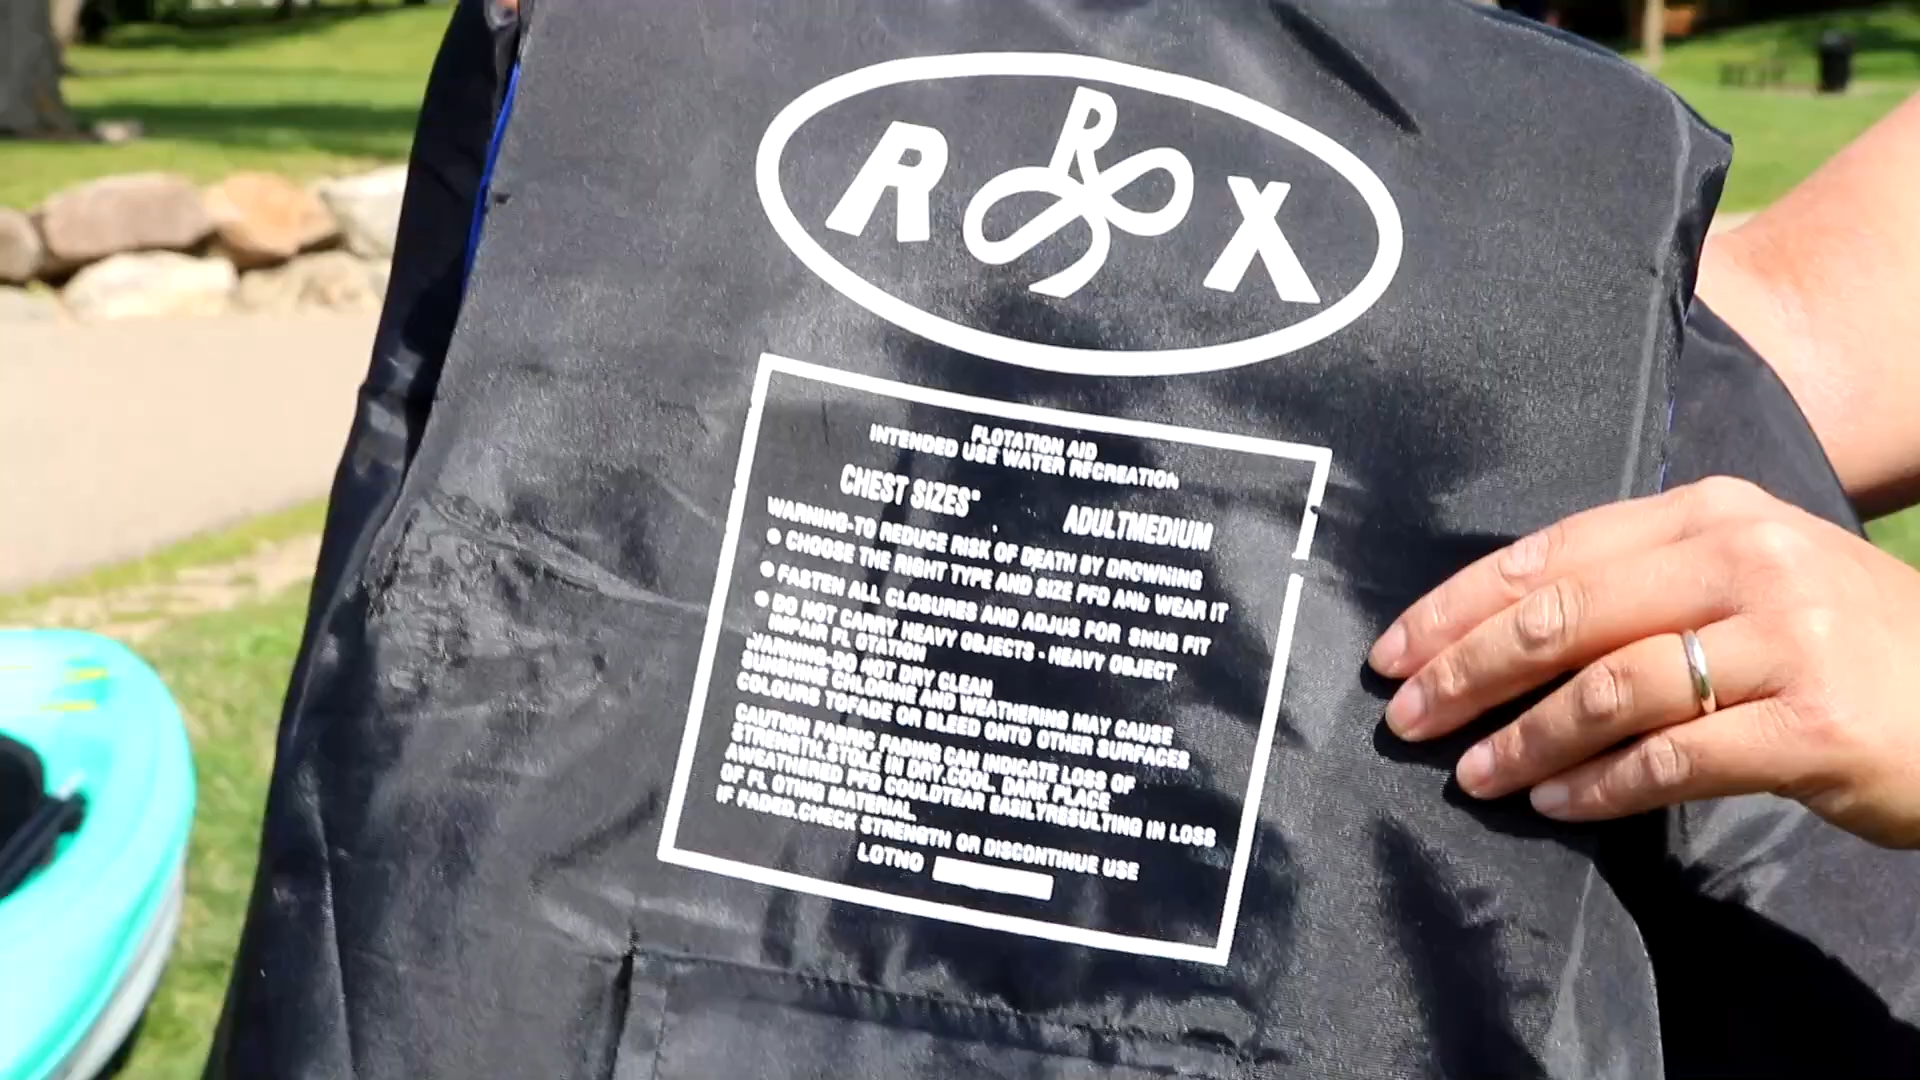 R R X
FLOTATION AID
INTENDED USE WATER RECREATION
CHEST SIZES" ADULTMEDIUM
WARNING-TO REDUCE RISK OF DEATH BY DROWNING
● CHOOSE THE RIGHT TYPE AND SIZE PFD AND WEAR IT
● FASTEN ALL CLOSURES AND ADJUS FOR SNUG FIT
● DO NOT CARRY HEAVY OBJECTS - HEAVY OBJECT
IMPAIR FL OTATION
WARNING-DO NOT DRY CLEAN
SUNSHINE CHLORINE AND WEATHERING MAY CAUSE
COLOURS TOFADE OR BLEED ONTO OTHER SURFACES
CAUTION FABRIC FADING CAN INDICATE LOSS OF
STRENGTH.STOLE IN DRY.COOL, DARK PLACE
AWEATHERED PFD COULDTEAR EASILYRESULTING IN LOSS
OF FL OTING MATERIAL.
IF FADED.CHECK STRENGTH OR DISCONTINUE USE
LOTNO